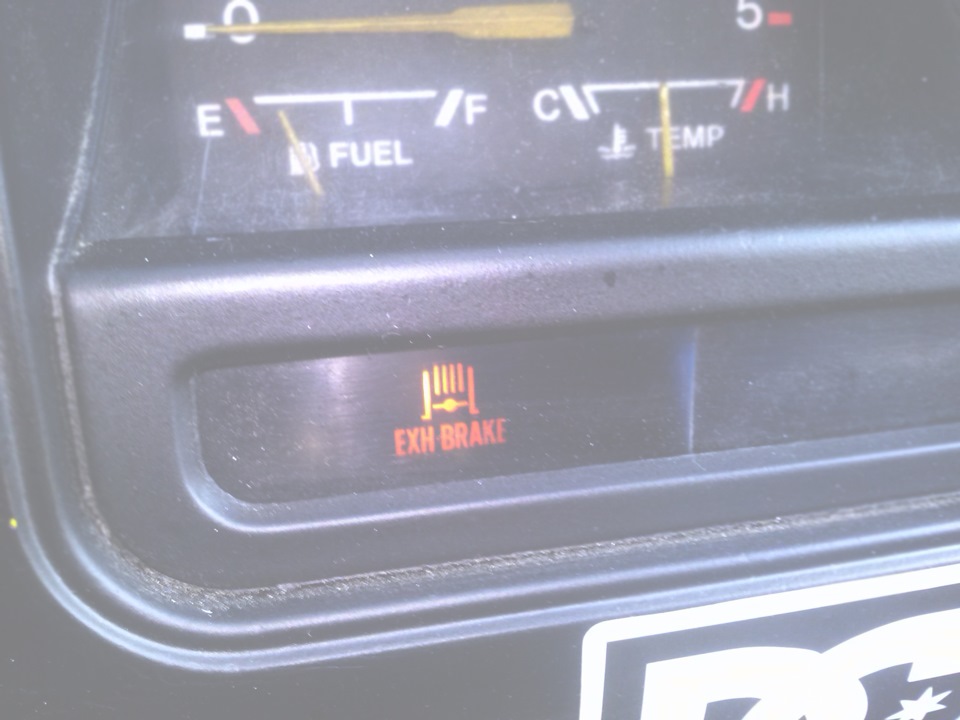 0 5
E F C H
FUEL TEMP
EXH BRAKE